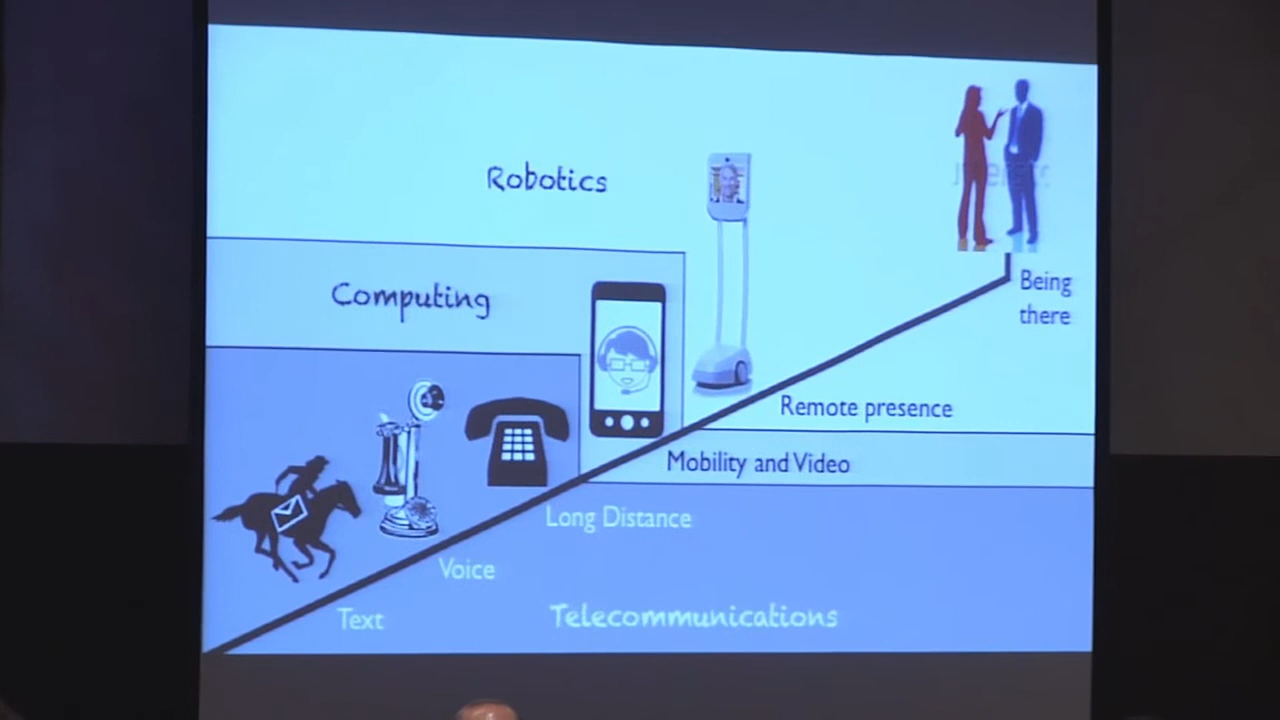 Robotics
Computing
Being
there
Remote presence
Mobility and Video
Long Distance
Voice
Text
Telecommunications